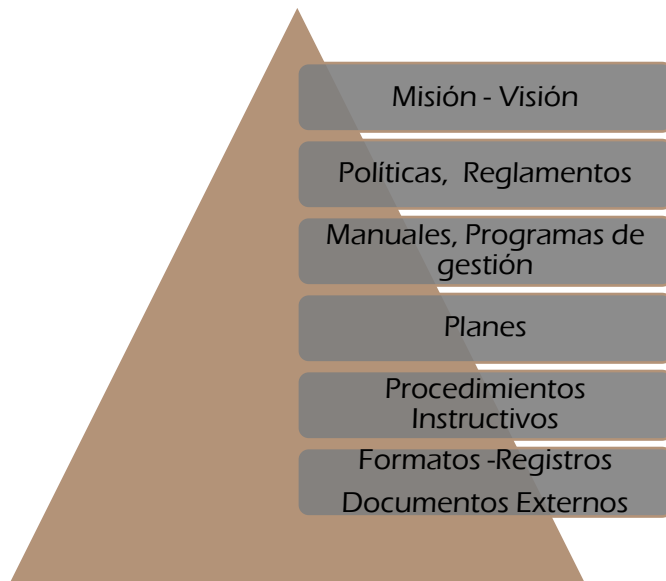 Misión - Visión
Políticas, Reglamentos
Manuales, Programas de
gestión
Planes
Procedimientos
Instructivos
Formatos -Registros
Documentos Externos